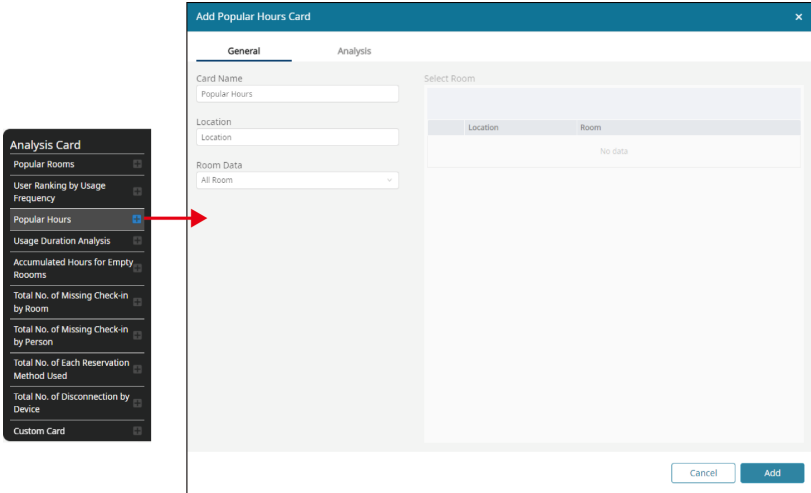 Analysis Card
Popular Rooms
User Ranking by Usage
Frequency
Popular Hours
Usage Duration Analysis
Accumulated Hours for Empty
Roooms
Total No. of Missing Check-in
by Room
Total No. of Missing Check-in
by Person
Total No. of Each Reservation
Method Used
Total No. of Disconnection by
Device
Custom Card
Add Popular Hours Card
General Analysis
Card Name
Popular Hours
Location
Location
Room Data
All Room
Select Room
Location Room
No data
Cancel Add